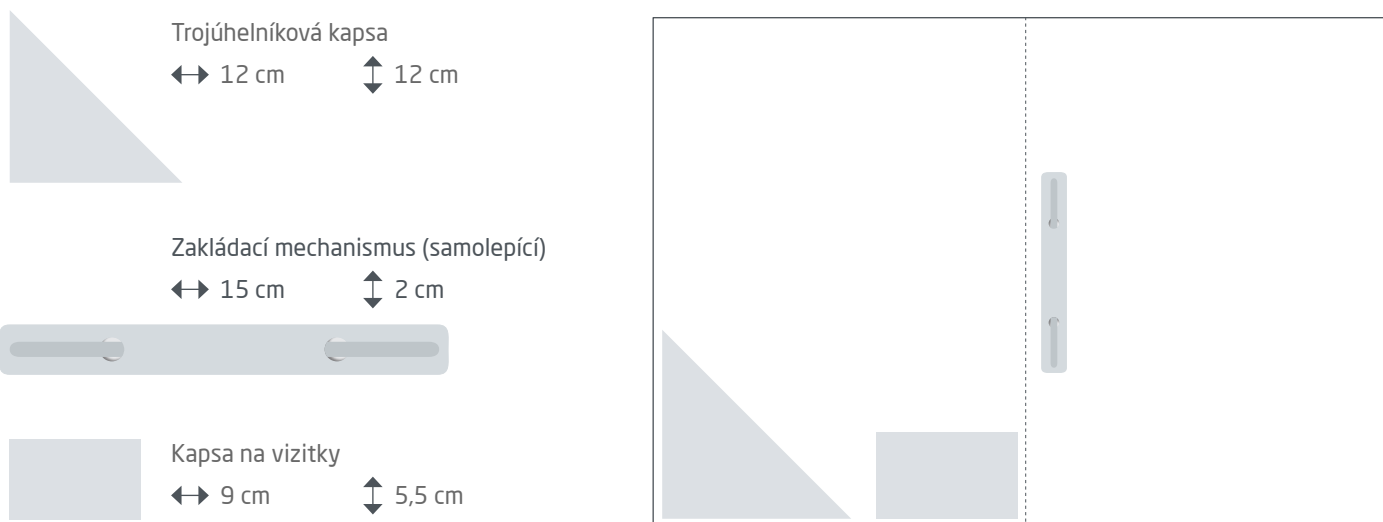 Trojúhelníková kapsa
12 cm 12 cm
Zakládací mechanismus (samolepící)
15 cm 2 cm
Kapsa na vizitky
9 cm 5,5 cm